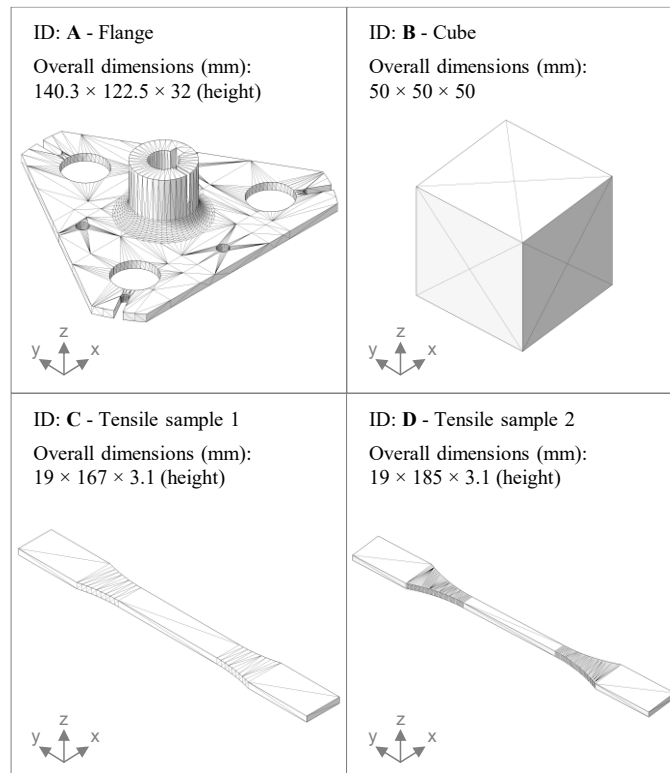 ID: A - Flange
Overall dimensions (mm):
140.3 × 122.5 × 32 (height)
z
y
x
ID: B - Cube
Overall dimensions (mm):
50 × 50 × 50
z
y
x
ID: C - Tensile sample 1
Overall dimensions (mm):
19 × 167 × 3.1 (height)
z
y
x
ID: D - Tensile sample 2
Overall dimensions (mm):
19 × 185 × 3.1 (height)
z
y
x